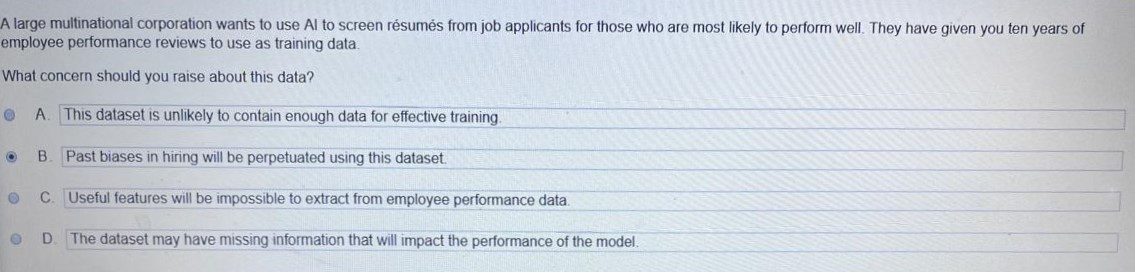 A large multinational corporation wants to use AI to screen résumés from job applicants for those who are most likely to perform well. They have given you ten years of
employee performance reviews to use as training data.
What concern should you raise about this data?
A. This dataset is unlikely to contain enough data for effective training.
B. Past biases in hiring will be perpetuated using this dataset.
C. Useful features will be impossible to extract from employee performance data.
D. The dataset may have missing information that will impact the performance of the model.